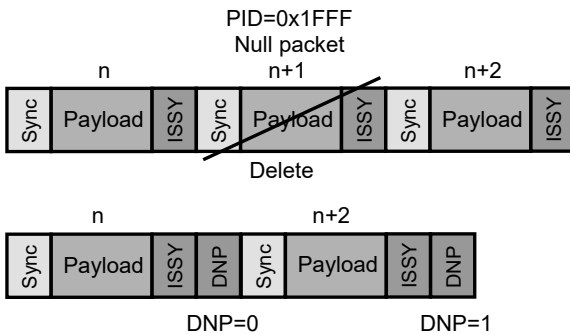 PID=0x1FFF
Null packet
n n+1 n+2
Sync Payload ISSY Sync Payload ISSY Sync Payload ISSY
Delete
n n+2
Sync Payload ISSY DNP Sync Payload ISSY DNP
DNP=0 DNP=1